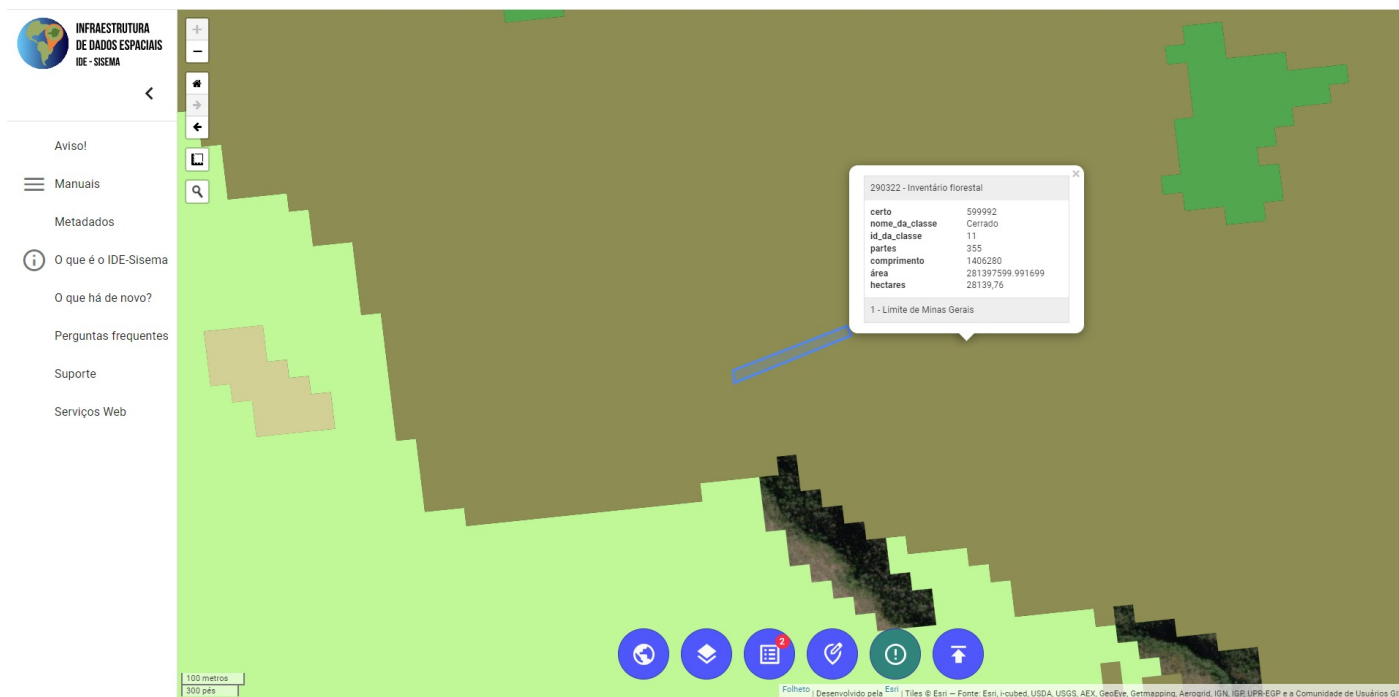 INFRAESTRUTURA
DE DADOS ESPACIAIS
IDE - SISEMA
Aviso!
Manuais
Metadados
O que é o IDE-Sisema
O que há de novo?
Perguntas frequentes
Suporte
Serviços Web
290322 - Inventário florestal
certo 599992
nome_da_classe Cerrado
id_da_classe 11
partes 355
comprimento 1406280
área 281397599.991699
hectares 28139,76
1 - Limite de Minas Gerais
2
100 metros
300 pés
Folheto | Desenvolvido pela Esri | Tiles © Esri — Fonte: Esri, i-cubed, USDA, USGS, AEX, GeoEye, Getmapping, Aerogrid, IGN, IGP, UPR-EGP e a Comunidade de Usuários GI